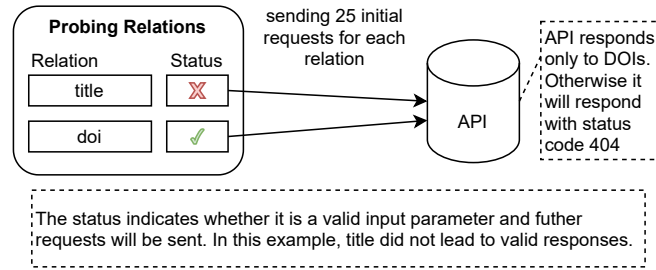 Probing Relations
Relation Status
title
doi
sending 25 initial
requests for each
relation
API
API responds
only to DOIs.
Otherwise it
will respond
with status
code 404
The status indicates whether it is a valid input parameter and futher
requests will be sent. In this example, title did not lead to valid responses.